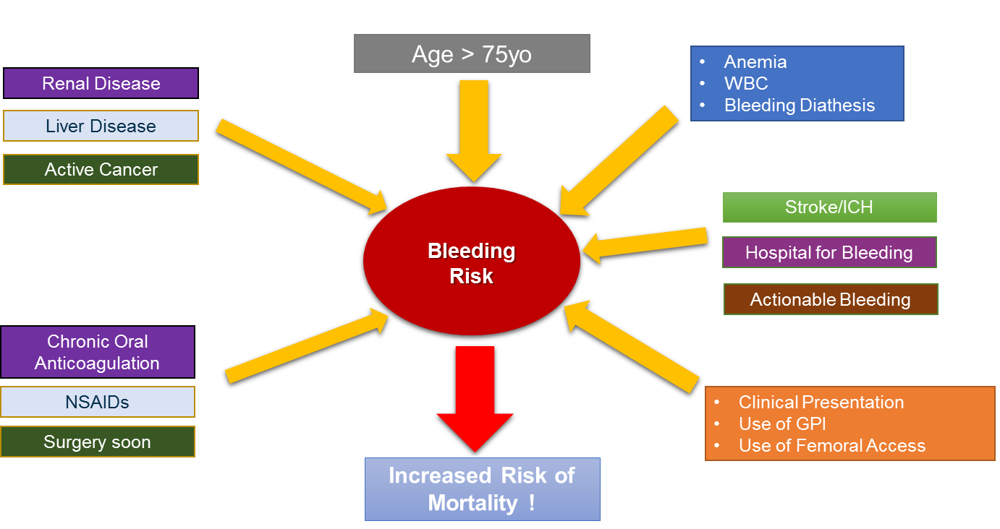 Age > 75yo
Renal Disease
Liver Disease
Active Cancer
• Anemia
• WBC
• Bleeding Diathesis
Bleeding
Risk
Stroke/ICH
Hospital for Bleeding
Actionable Bleeding
Chronic Oral
Anticoagulation
NSAIDs
Surgery soon
• Clinical Presentation
• Use of GPI
• Use of Femoral Access
Increased Risk of
Mortality !